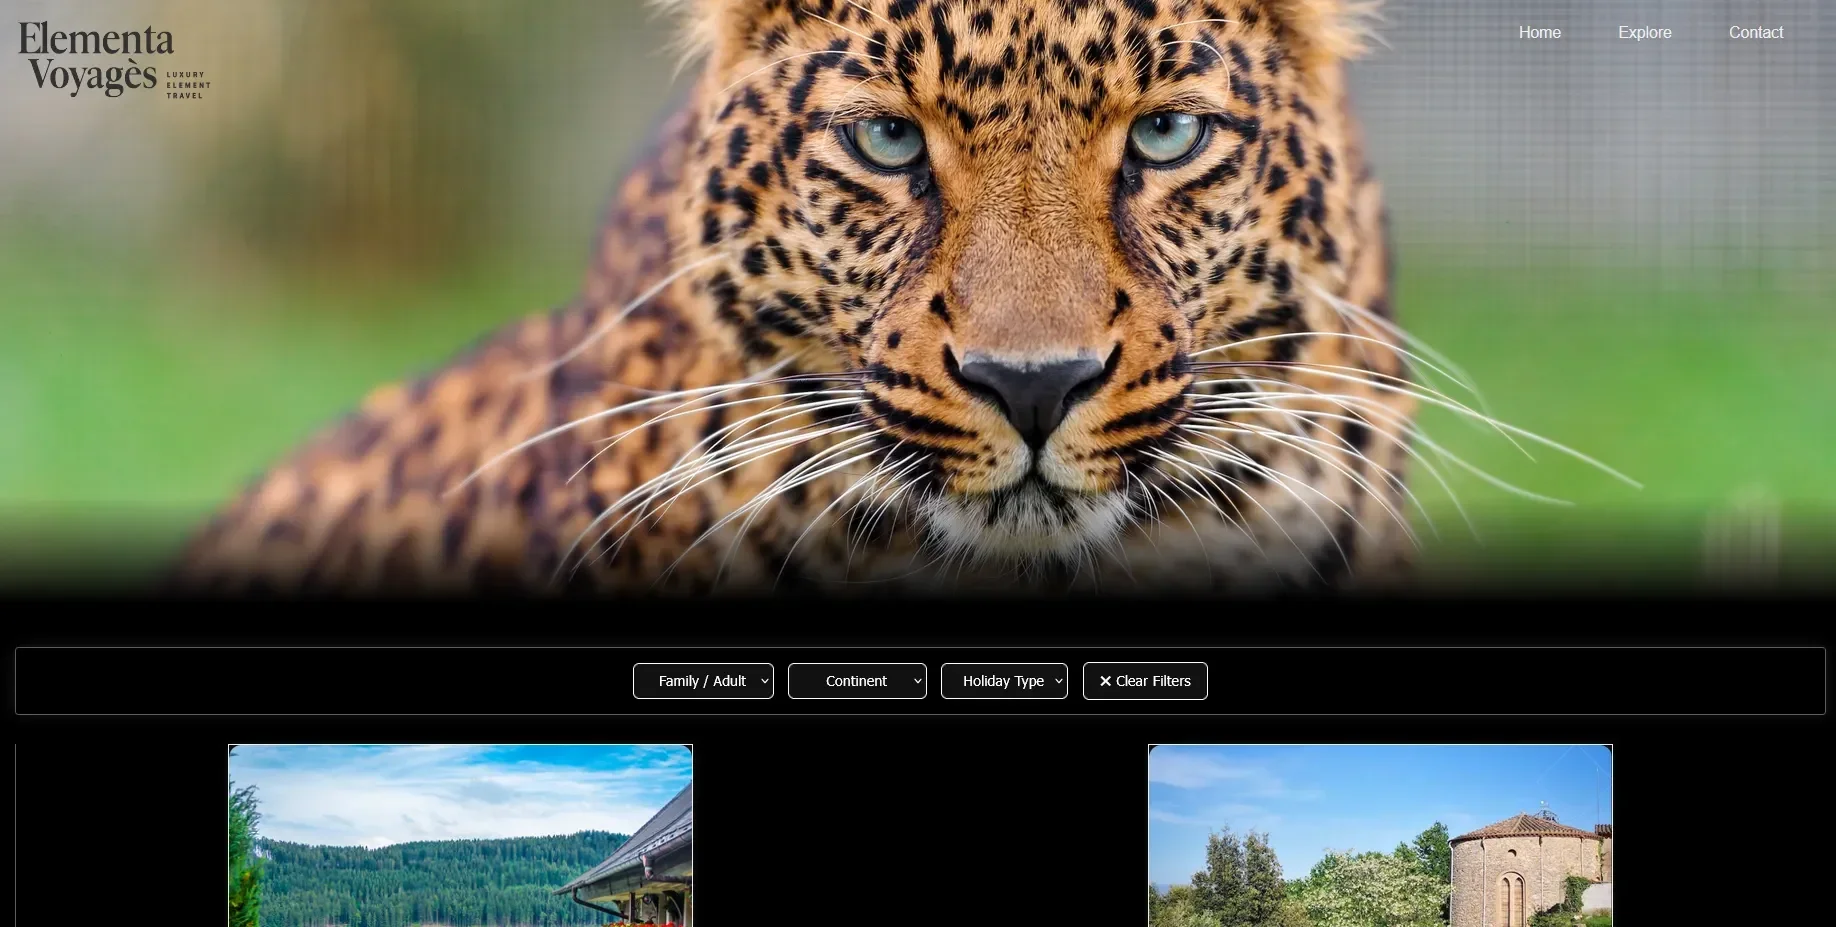 Elementa
Voyagès
LUXURY
ELEMENT
TRAVEL
Home
Explore
Contact
Family / Adult
Continent
Holiday Type
✕ Clear Filters